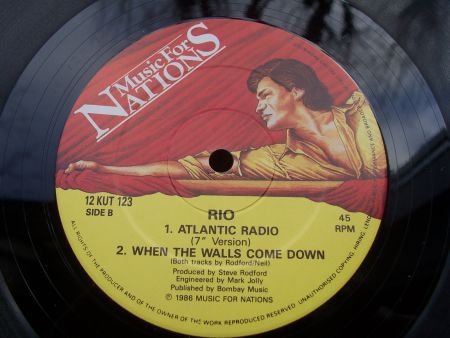 Music For
NATIONS
12 KUT 123
SIDE B
RIO
45
RPM
1. ATLANTIC RADIO
(7" Version)
2. WHEN THE WALLS COME DOWN
(Both tracks by Rodford/Neil)
Produced by Steve Rodford
Engineered by Mark Jolly
Published by Bombay Music
℗ 1986 MUSIC FOR NATIONS
ALL RIGHTS OF THE PRODUCER AND OF THE OWNER OF THE WORK REPRODUCED RESERVED. UNAUTHORISED COPYING, HIRING, LENDING